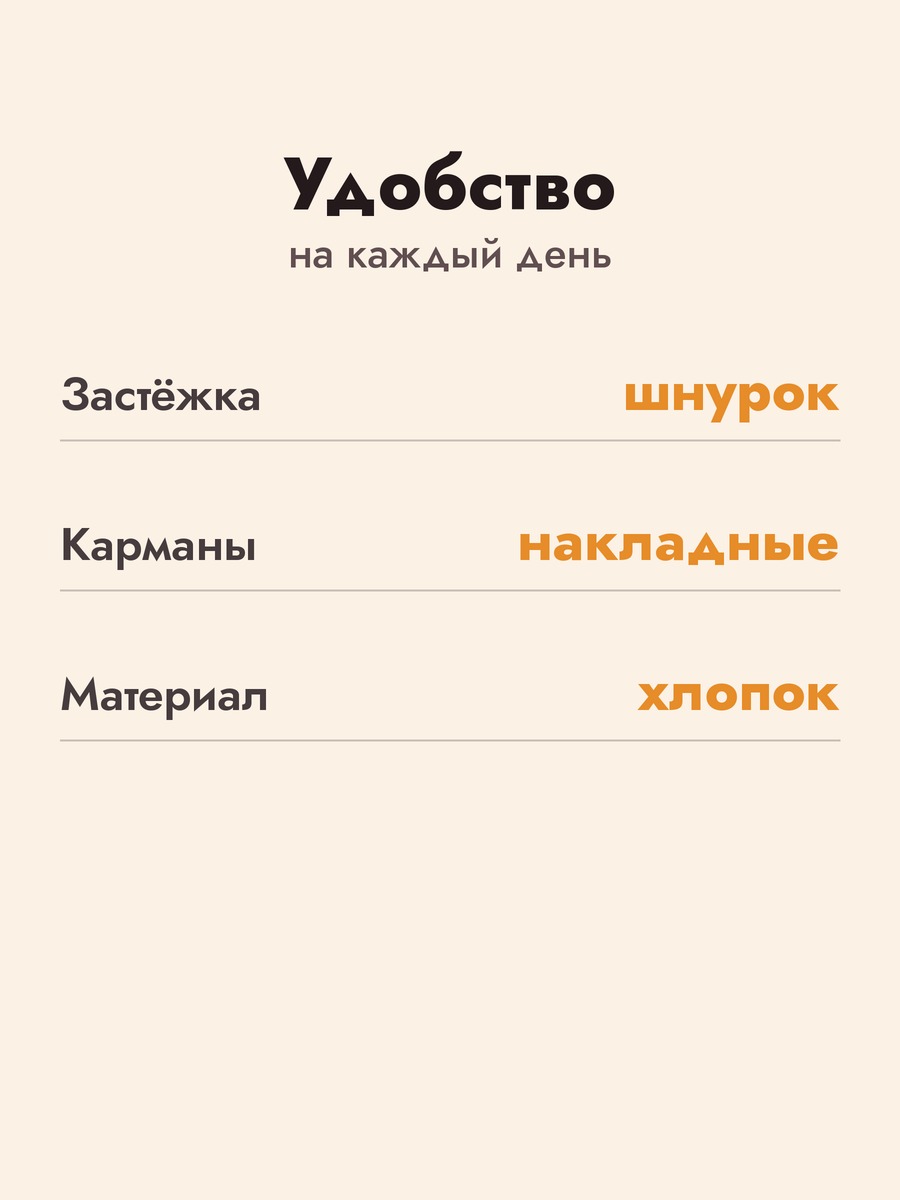 Удобство
на каждый день
Застёжка шнурок
Карманы накладные
Материал хлопок